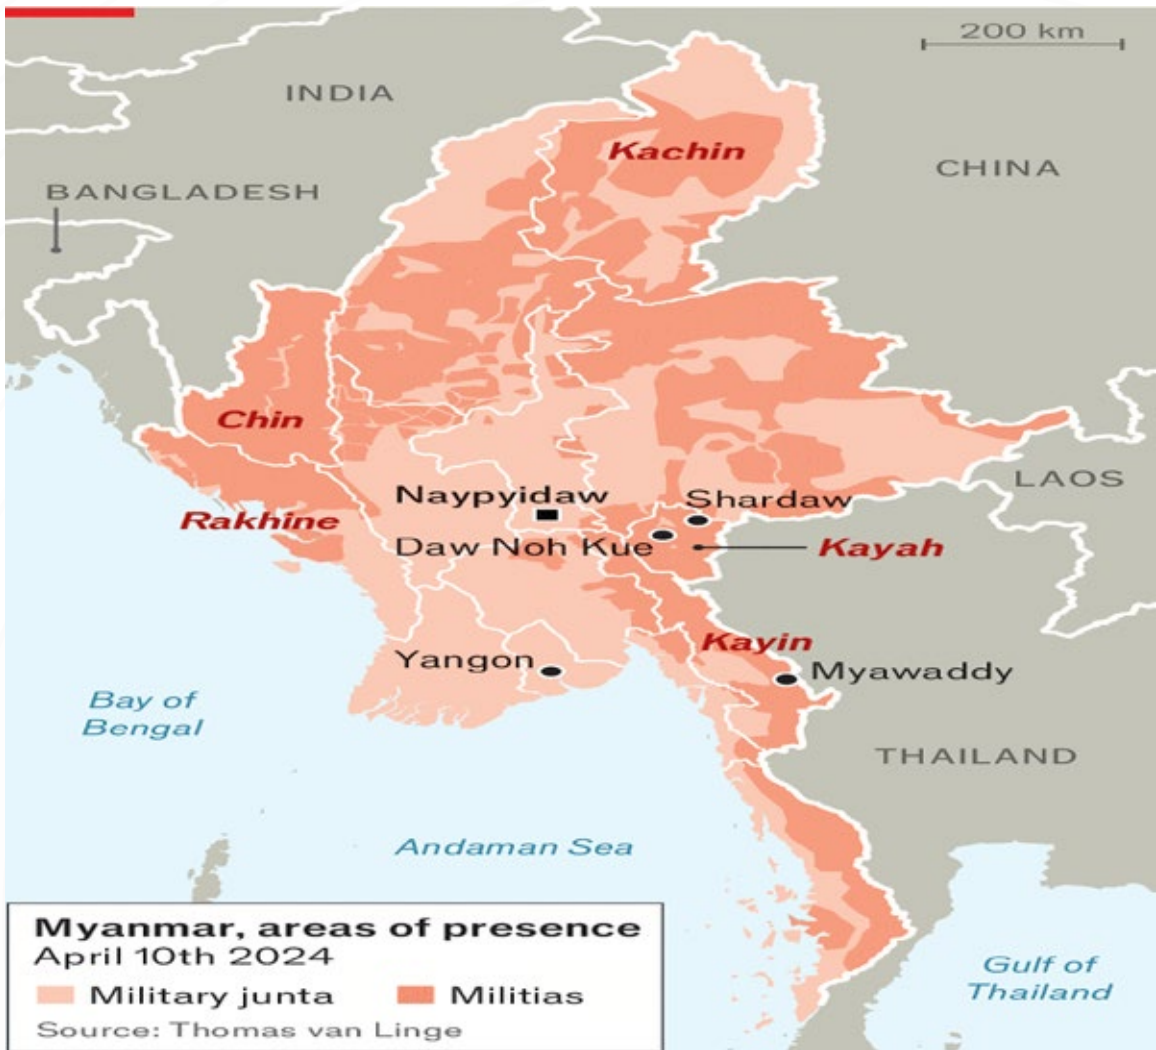 200 km
INDIA
Kachin
CHINA
BANGLADESH
Chin
LAOS
Naypyidaw
Shardaw
Rakhine
Daw Noh Kue
Kayah
Kayin
Yangon
Myawaddy
Bay of
Bengal
THAILAND
Andaman Sea
Myanmar, areas of presence
April 10th 2024
Military junta
Militias
Source: Thomas van Linge
Gulf of
Thailand